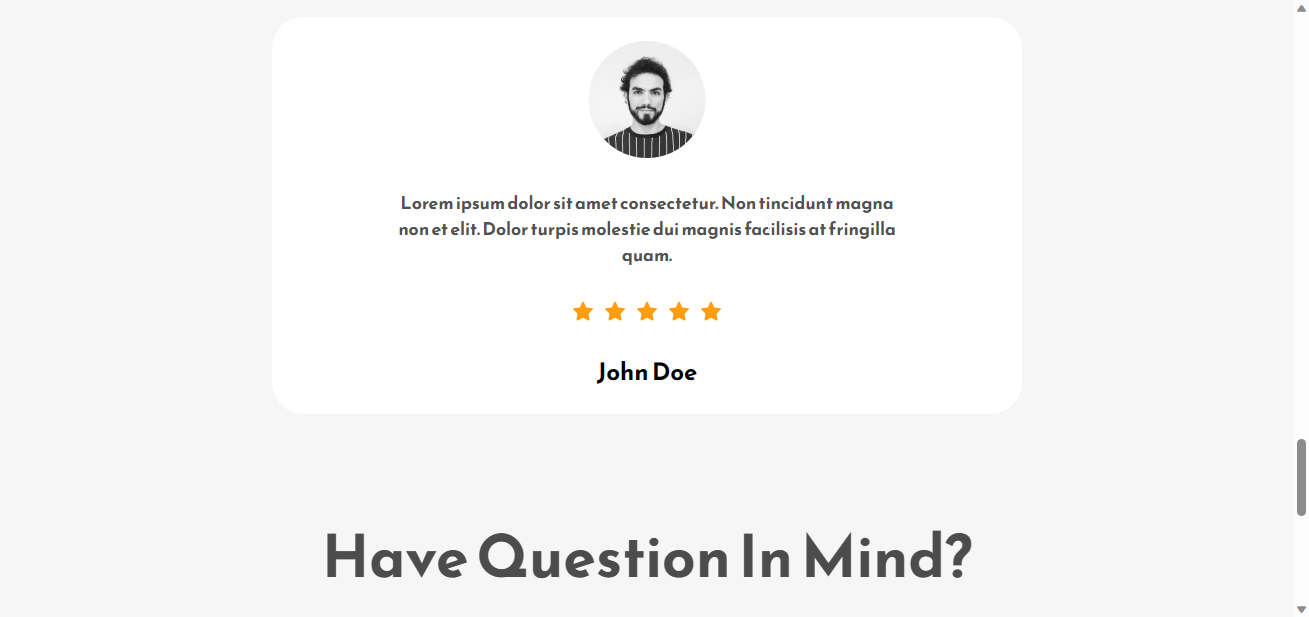 Lorem ipsum dolor sit amet consectetur. Non tincidunt magna
non et elit. Dolor turpis molestie dui magnis facilisis at fringilla
quam.
John Doe
Have Question In Mind?